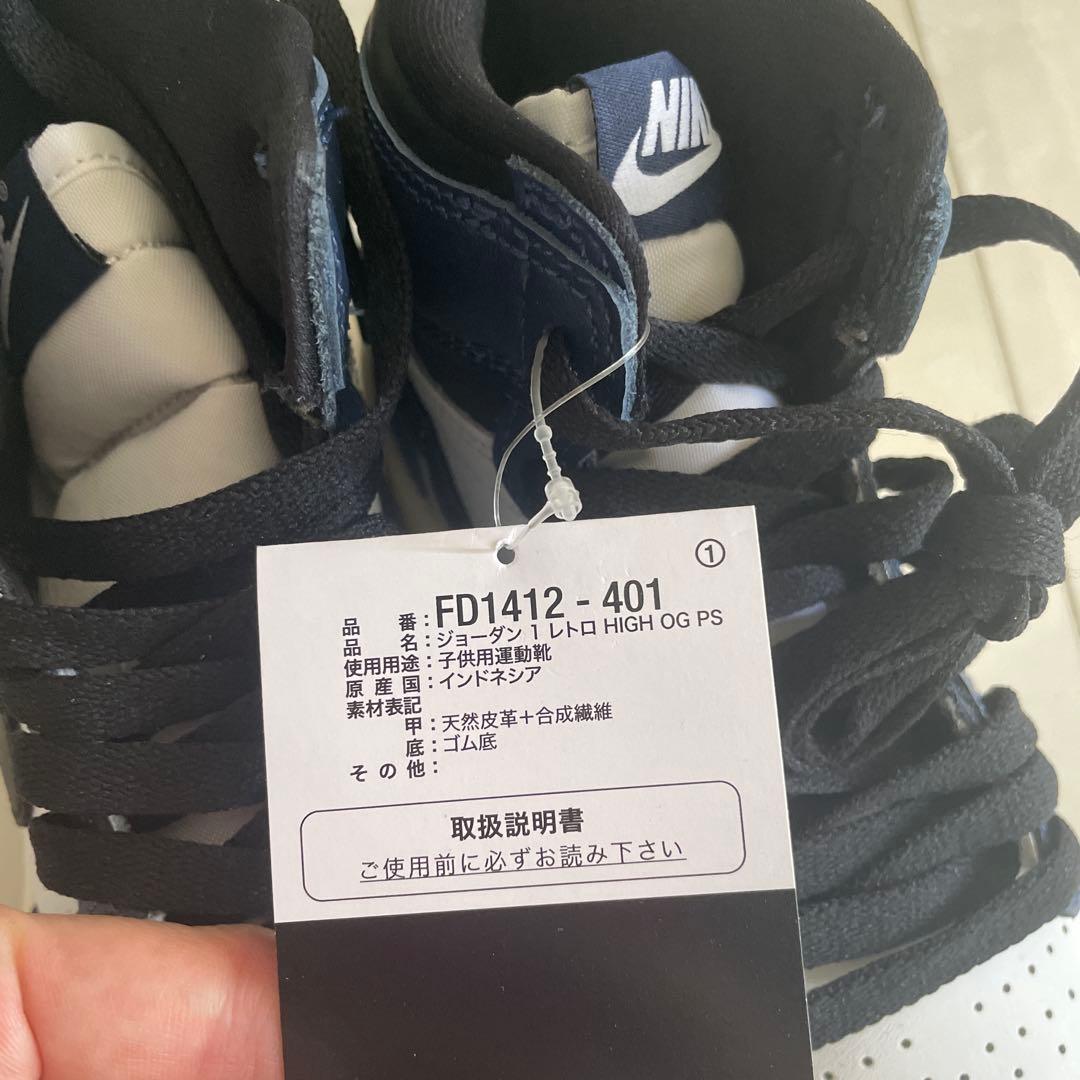 NIKE
①
品　番：FD1412 - 401
品　名：ジョーダン 1 レトロ HIGH OG PS
使用用途：子供用運動靴
原 産 国：インドネシア
素材表記
甲：天然皮革＋合成繊維
底：ゴム底
そ の 他：
取扱説明書
ご使用前に必ずお読み下さい